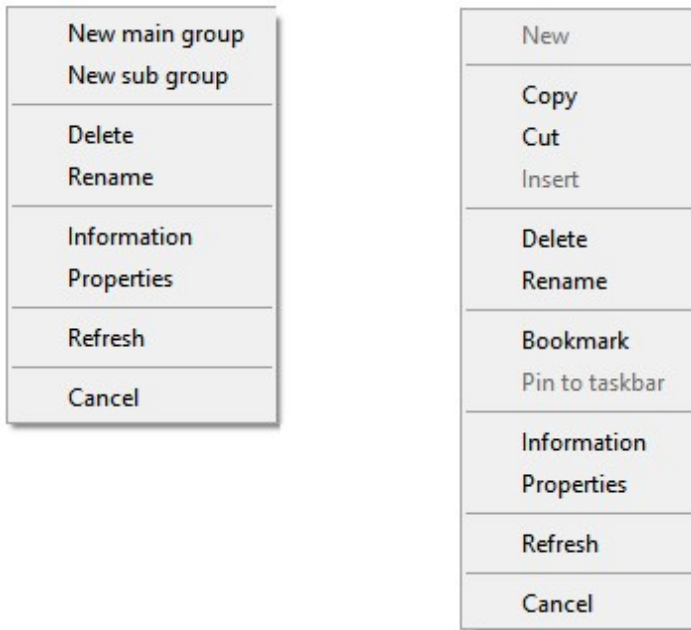 New main group
New sub group
Delete
Rename
Information
Properties
Refresh
Cancel
New
Copy
Cut
Insert
Delete
Rename
Bookmark
Pin to taskbar
Information
Properties
Refresh
Cancel